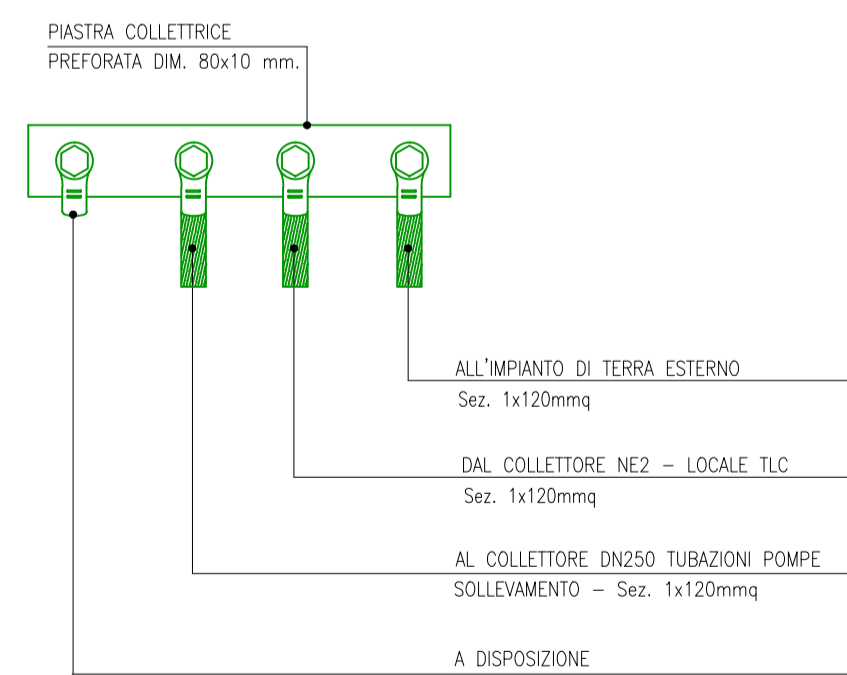 PIASTRA COLLETTRICE
PREFORATA DIM. 80x10 mm.
ALL'IMPIANTO DI TERRA ESTERNO
Sez. 1x120mmq
DAL COLLETTORE NE2 – LOCALE TLC
Sez. 1x120mmq
AL COLLETTORE DN250 TUBAZIONI POMPE
SOLLEVAMENTO – Sez. 1x120mmq
A DISPOSIZIONE